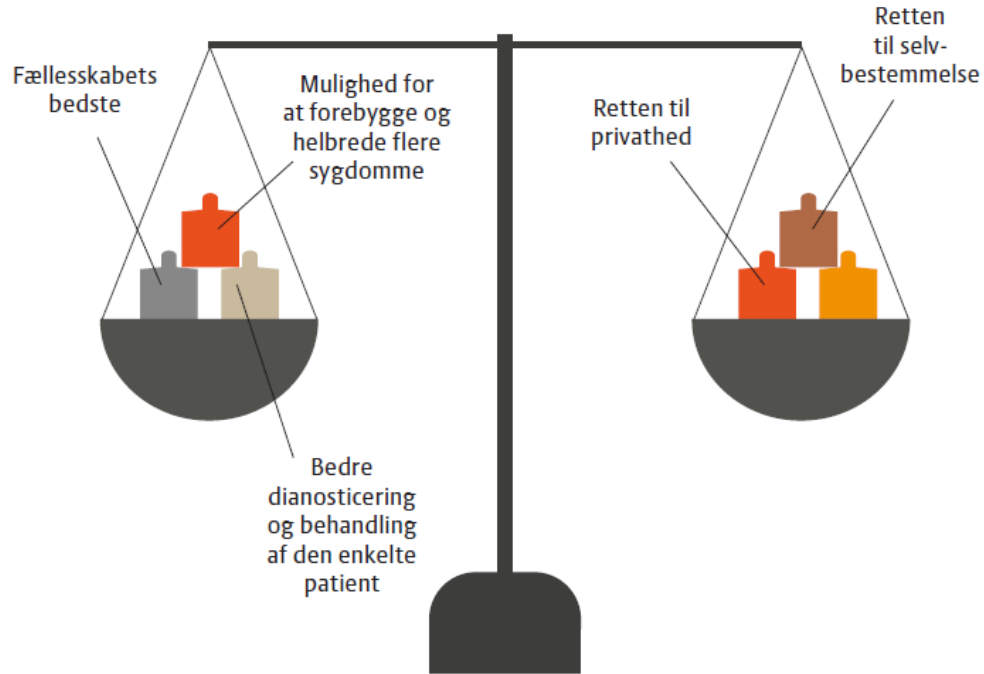 Fællesskabets
bedste
Mulighed for
at forebygge og
helbrede flere
sygdomme
Bedre
dianosticering
og behandling
af den enkelte
patient
Retten til
privathed
Retten
til selv-
bestemmelse